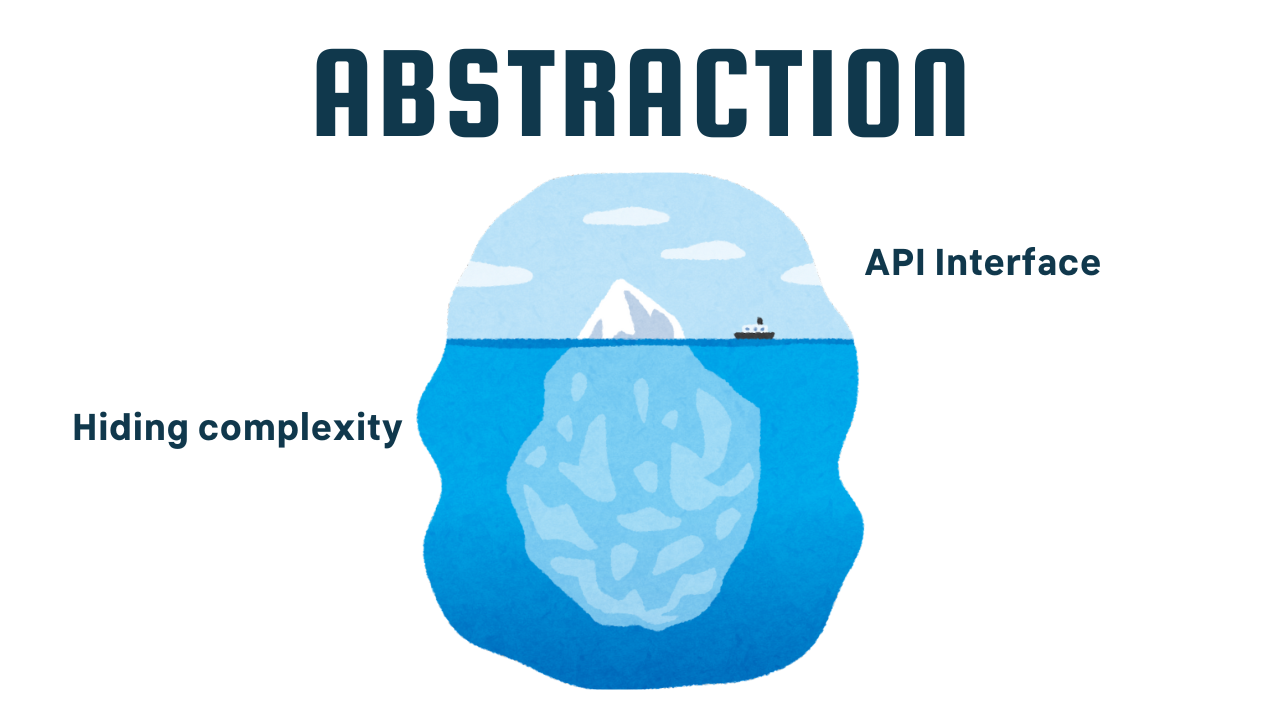 ABSTRACTION
API Interface
Hiding complexity